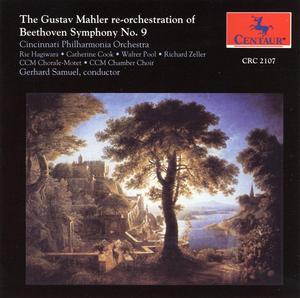 The Gustav Mahler re-orchestration of
Beethoven Symphony No. 9
Cincinnati Philharmonia Orchestra
Rie Hagiwara • Catherine Cook • Walter Pool • Richard Zeller
CCM Chorale-Motet • CCM Chamber Choir
Gerhard Samuel, conductor
CENTAUR
CRC 2107